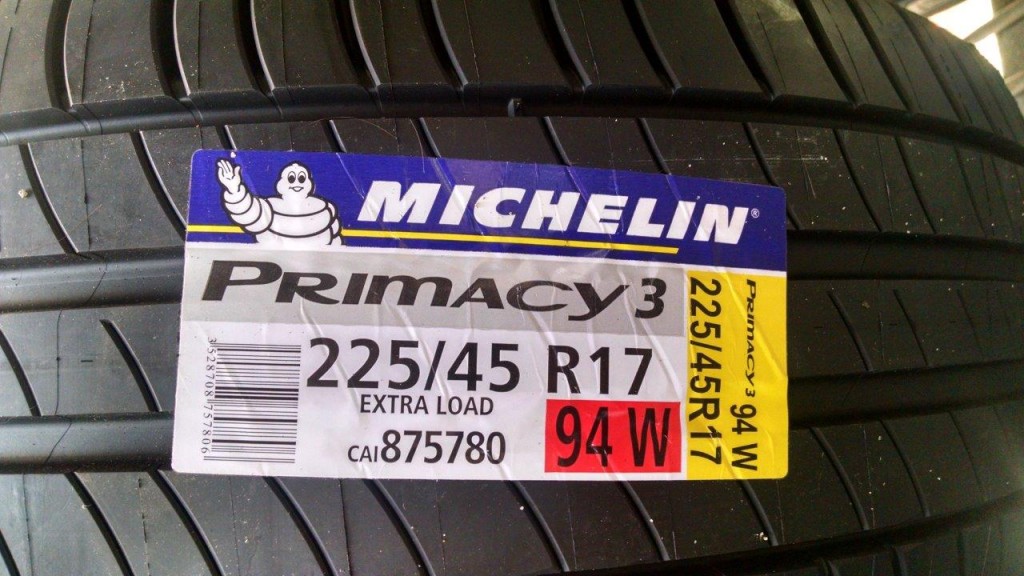 MICHELIN®
PRIMACY 3
225/45 R17
EXTRA LOAD
94 W
CAI 875780
3528708757806
PRIMACY 3 94 W
225/45R17